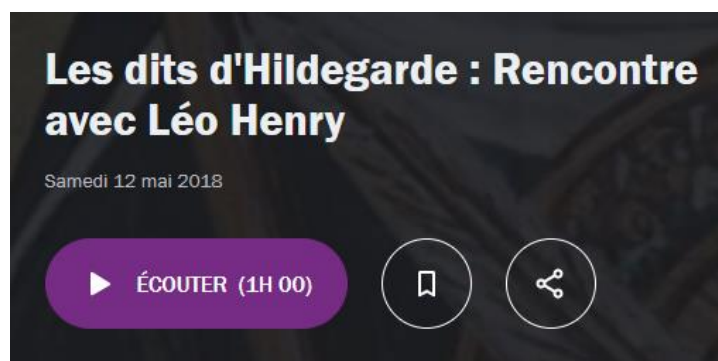 Les dits d'Hildegarde : Rencontre
avec Léo Henry
Samedi 12 mai 2018
ÉCOUTER (1H 00)